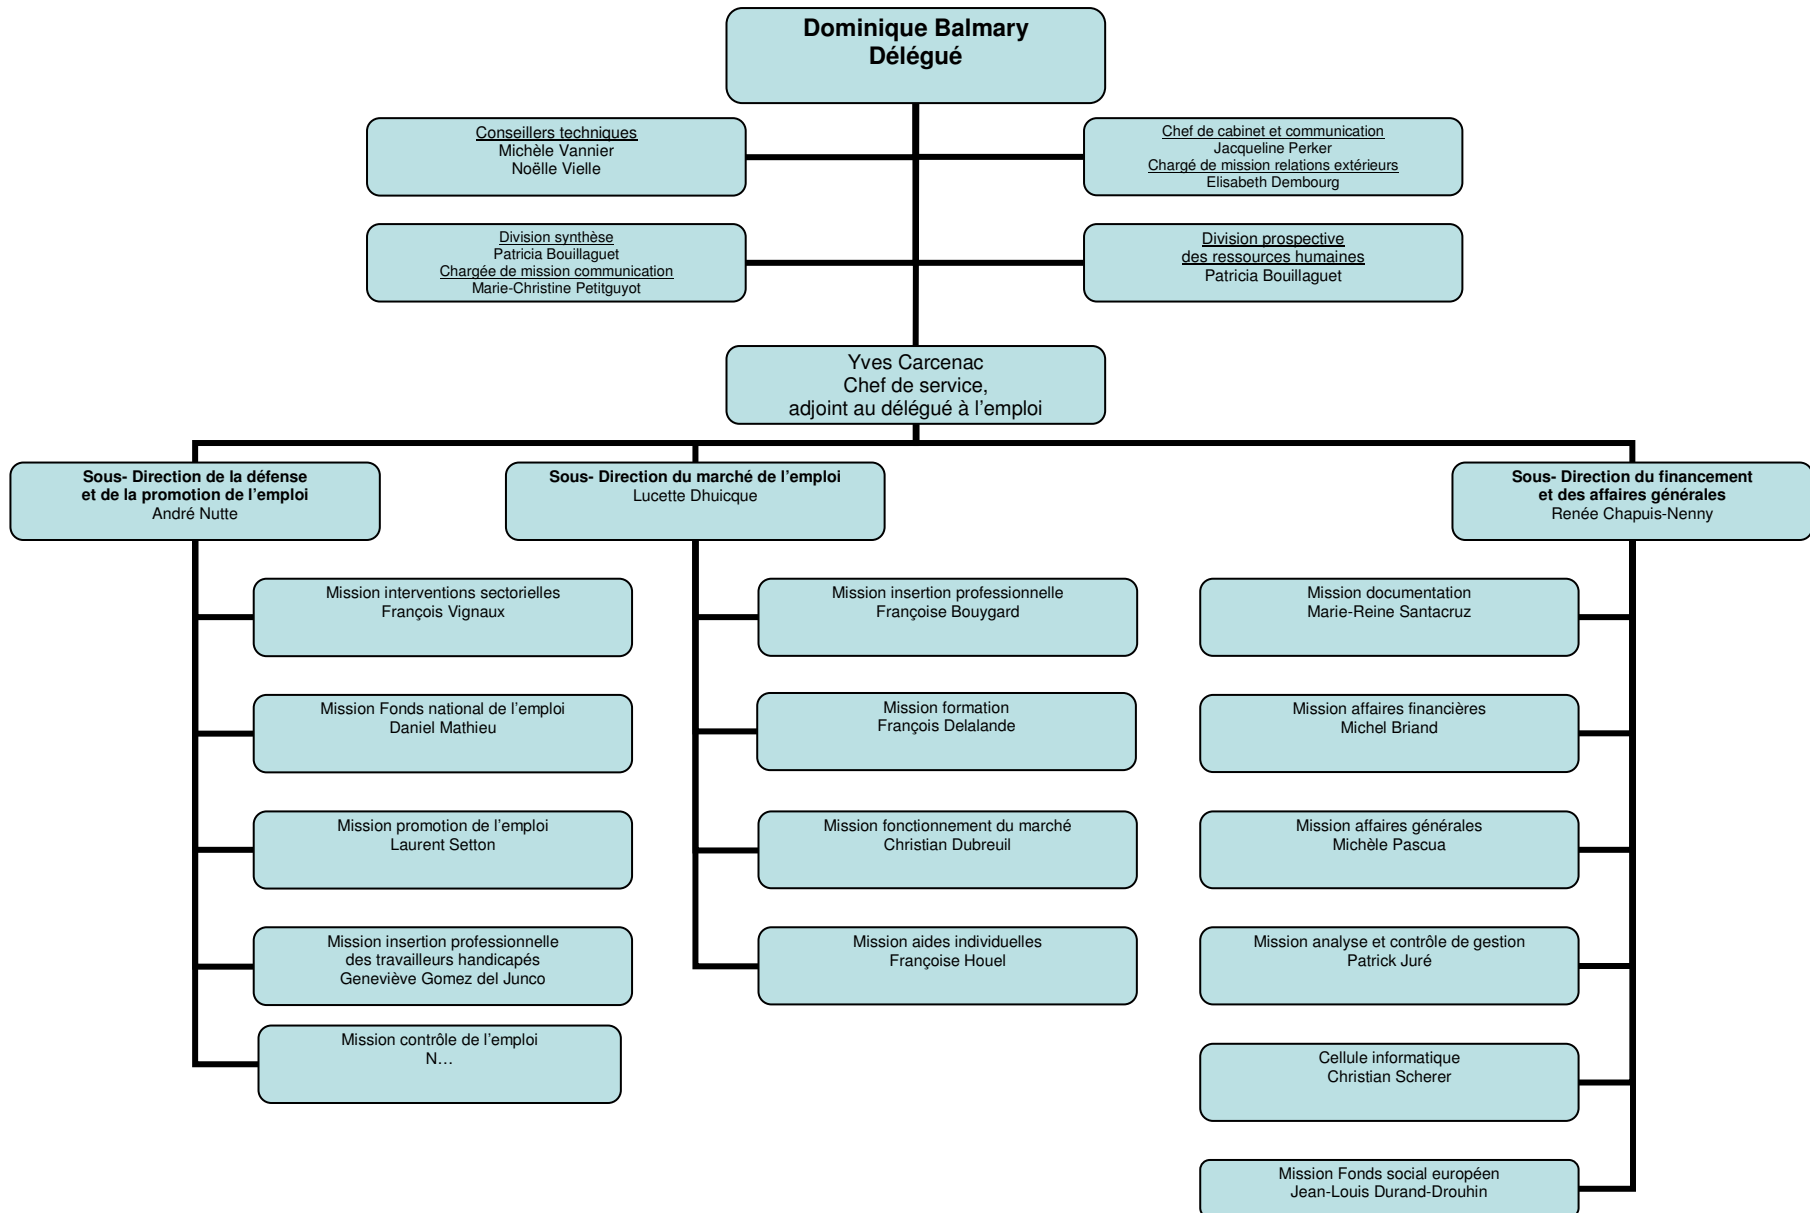 Dominique Balmary
Délégué
Conseillers techniques
Michèle Vannier
Noëlle Vielle
Chef de cabinet et communication
Jacqueline Perker
Chargé de mission relations extérieurs
Elisabeth Dembourg
Division synthèse
Patricia Bouillaguet
Chargée de mission communication
Marie-Christine Petitguyot
Division prospective
des ressources humaines
Patricia Bouillaguet
Yves Carcenac
Chef de service,
adjoint au délégué à l’emploi
Sous- Direction de la défense
et de la promotion de l’emploi
André Nutte
Sous- Direction du marché de l’emploi
Lucette Dhuicque
Sous- Direction du financement
et des affaires générales
Renée Chapuis-Nenny
Mission interventions sectorielles
François Vignaux
Mission Fonds national de l’emploi
Daniel Mathieu
Mission promotion de l’emploi
Laurent Setton
Mission insertion professionnelle
des travailleurs handicapés
Geneviève Gomez del Junco
Mission contrôle de l’emploi
N…
Mission insertion professionnelle
Françoise Bouygard
Mission formation
François Delalande
Mission fonctionnement du marché
Christian Dubreuil
Mission aides individuelles
Françoise Houel
Mission documentation
Marie-Reine Santacruz
Mission affaires financières
Michel Briand
Mission affaires générales
Michèle Pascua
Mission analyse et contrôle de gestion
Patrick Juré
Cellule informatique
Christian Scherer
Mission Fonds social européen
Jean-Louis Durand-Drouhin